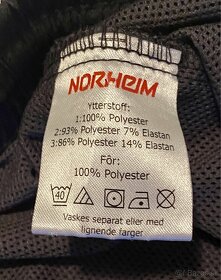 NORHEIM
Ytterstoff:
1:100% Polyester
2:93% Polyester 7% Elastan
3:86% Polyester 14% Elastan
Fôr:
100% Polyester
40
Vaskes separat eller med
lignende farger